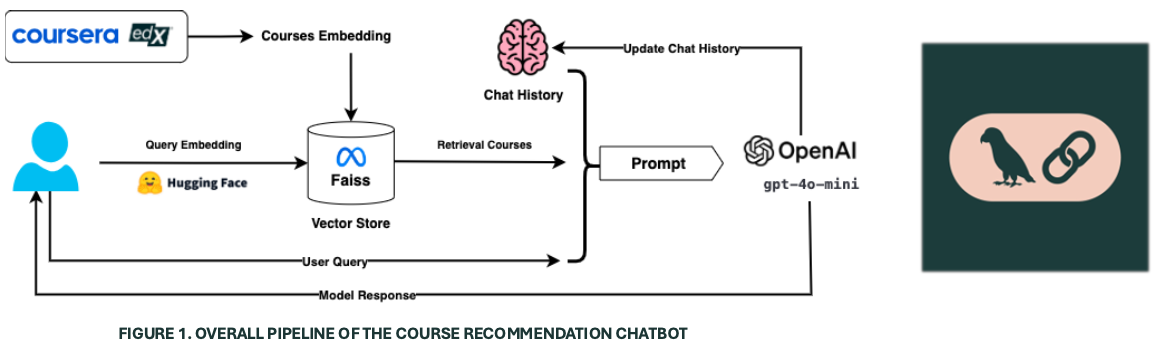 coursera edX
Courses Embedding
Update Chat History
Chat History
Query Embedding
Hugging Face
Faiss
Vector Store
Retrieval Courses
Prompt
OpenAI
gpt-4o-mini
User Query
Model Response
FIGURE 1. OVERALL PIPELINE OF THE COURSE RECOMMENDATION CHATBOT